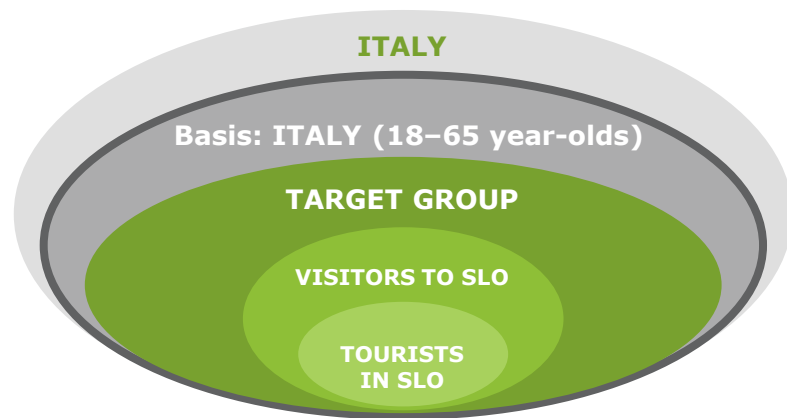 ITALY
Basis: ITALY (18–65 year-olds)
TARGET GROUP
VISITORS TO SLO
TOURISTS
IN SLO